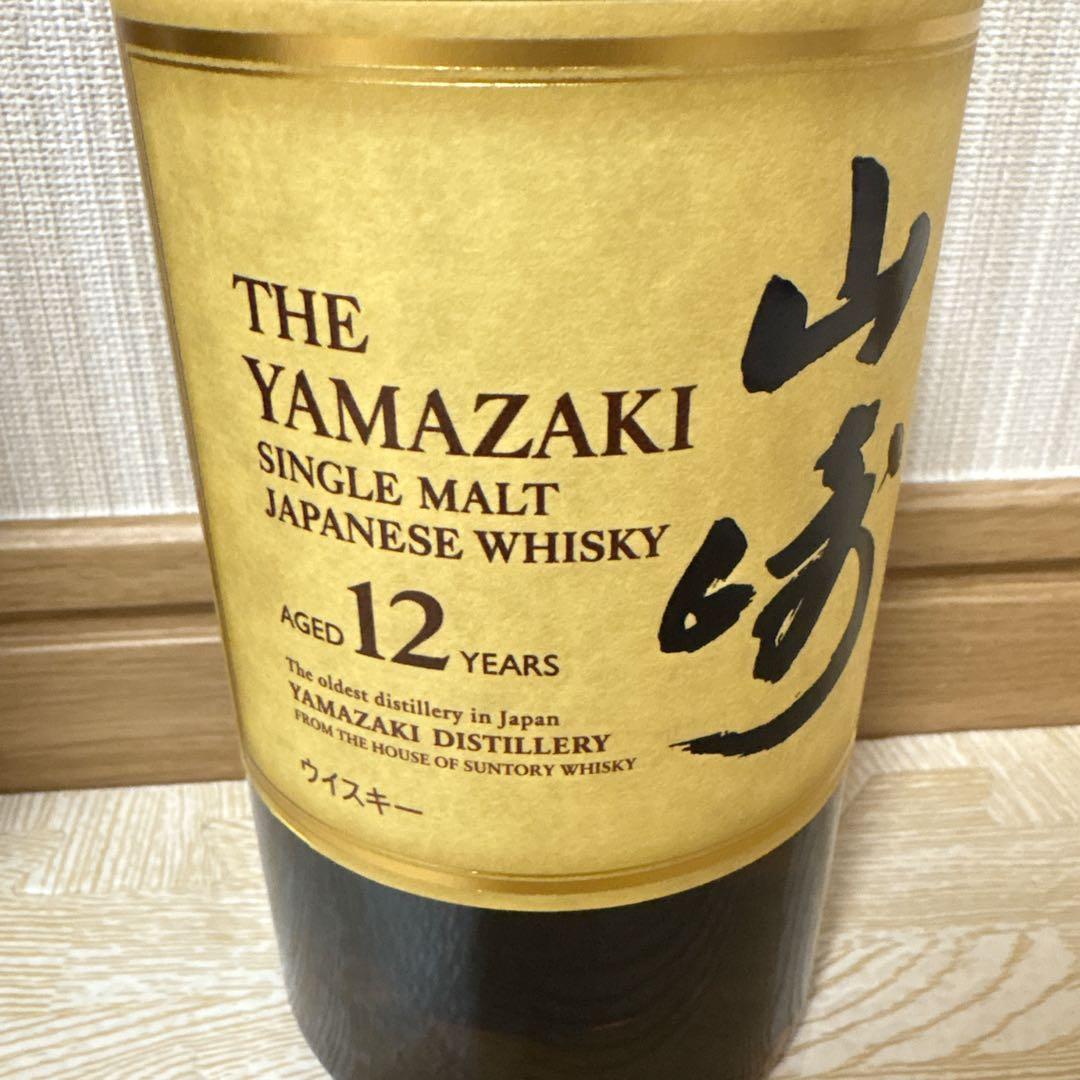 THE
YAMAZAKI
SINGLE MALT
JAPANESE WHISKY
AGED 12 YEARS
The oldest distillery in Japan
YAMAZAKI DISTILLERY
FROM THE HOUSE OF SUNTORY WHISKY
ウイスキー
山崎